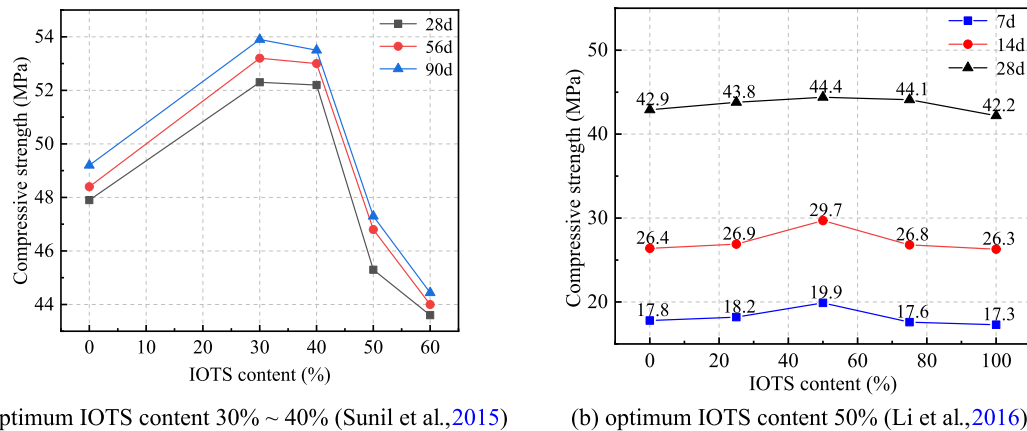 28d
56d
90d
54
52
50
48
46
44
Compressive strength (MPa)
0 10 20 30 40 50 60
IOTS content (%)
ptimum IOTS content 30% ~ 40% (Sunil et al.,2015)
7d
14d
28d
50
40
30
20
Compressive strength (MPa)
42.9 43.8 44.4 44.1 42.2
26.4 26.9 29.7 26.8 26.3
17.8 18.2 19.9 17.6 17.3
0 20 40 60 80 100
IOTS content (%)
(b) optimum IOTS content 50% (Li et al.,2016)